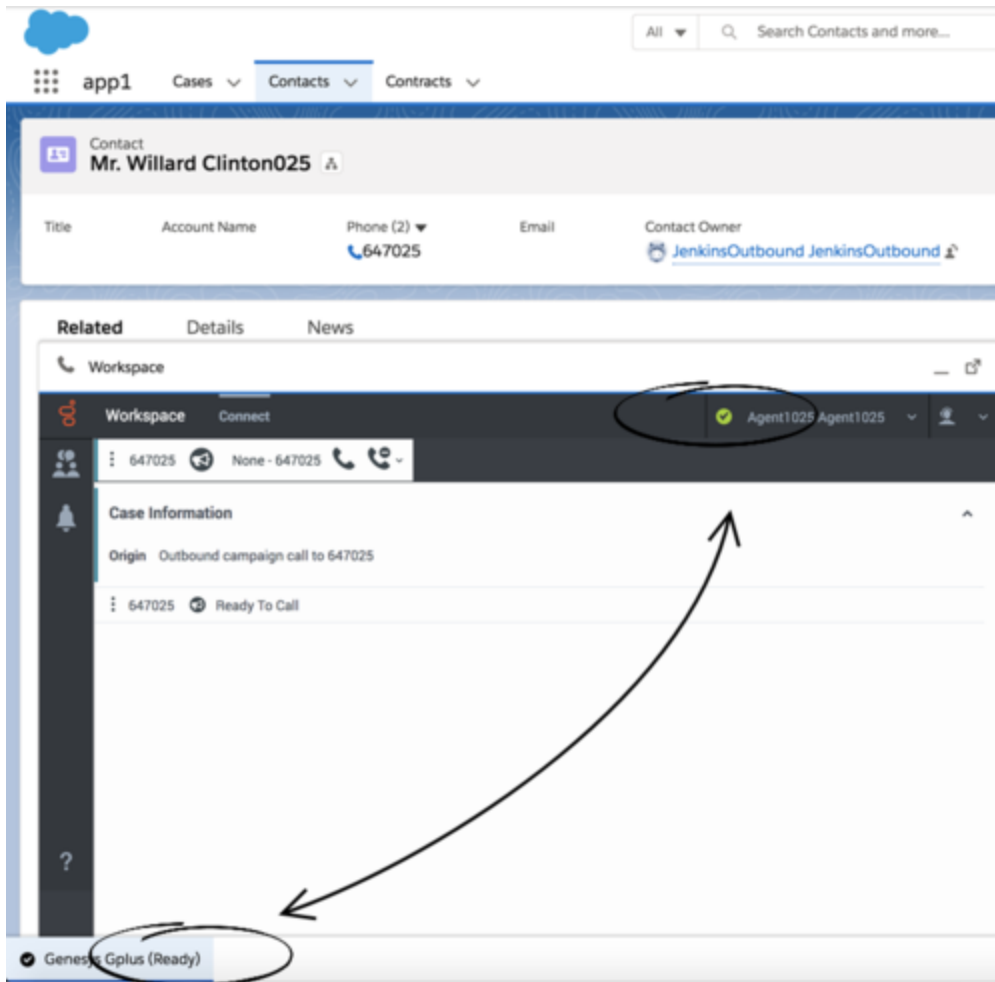 All Search Contacts and more...
app1 Cases Contacts Contracts
Contact
Mr. Willard Clinton025
Title Account Name Phone (2) Email Contact Owner
647025 JenkinsOutbound JenkinsOutbound
Related Details News
Workspace
Workspace Connect Agent1025 Agent1025
647025 None - 647025
Case Information
Origin Outbound campaign call to 647025
647025 Ready To Call
?
Genesys Gplus (Ready)